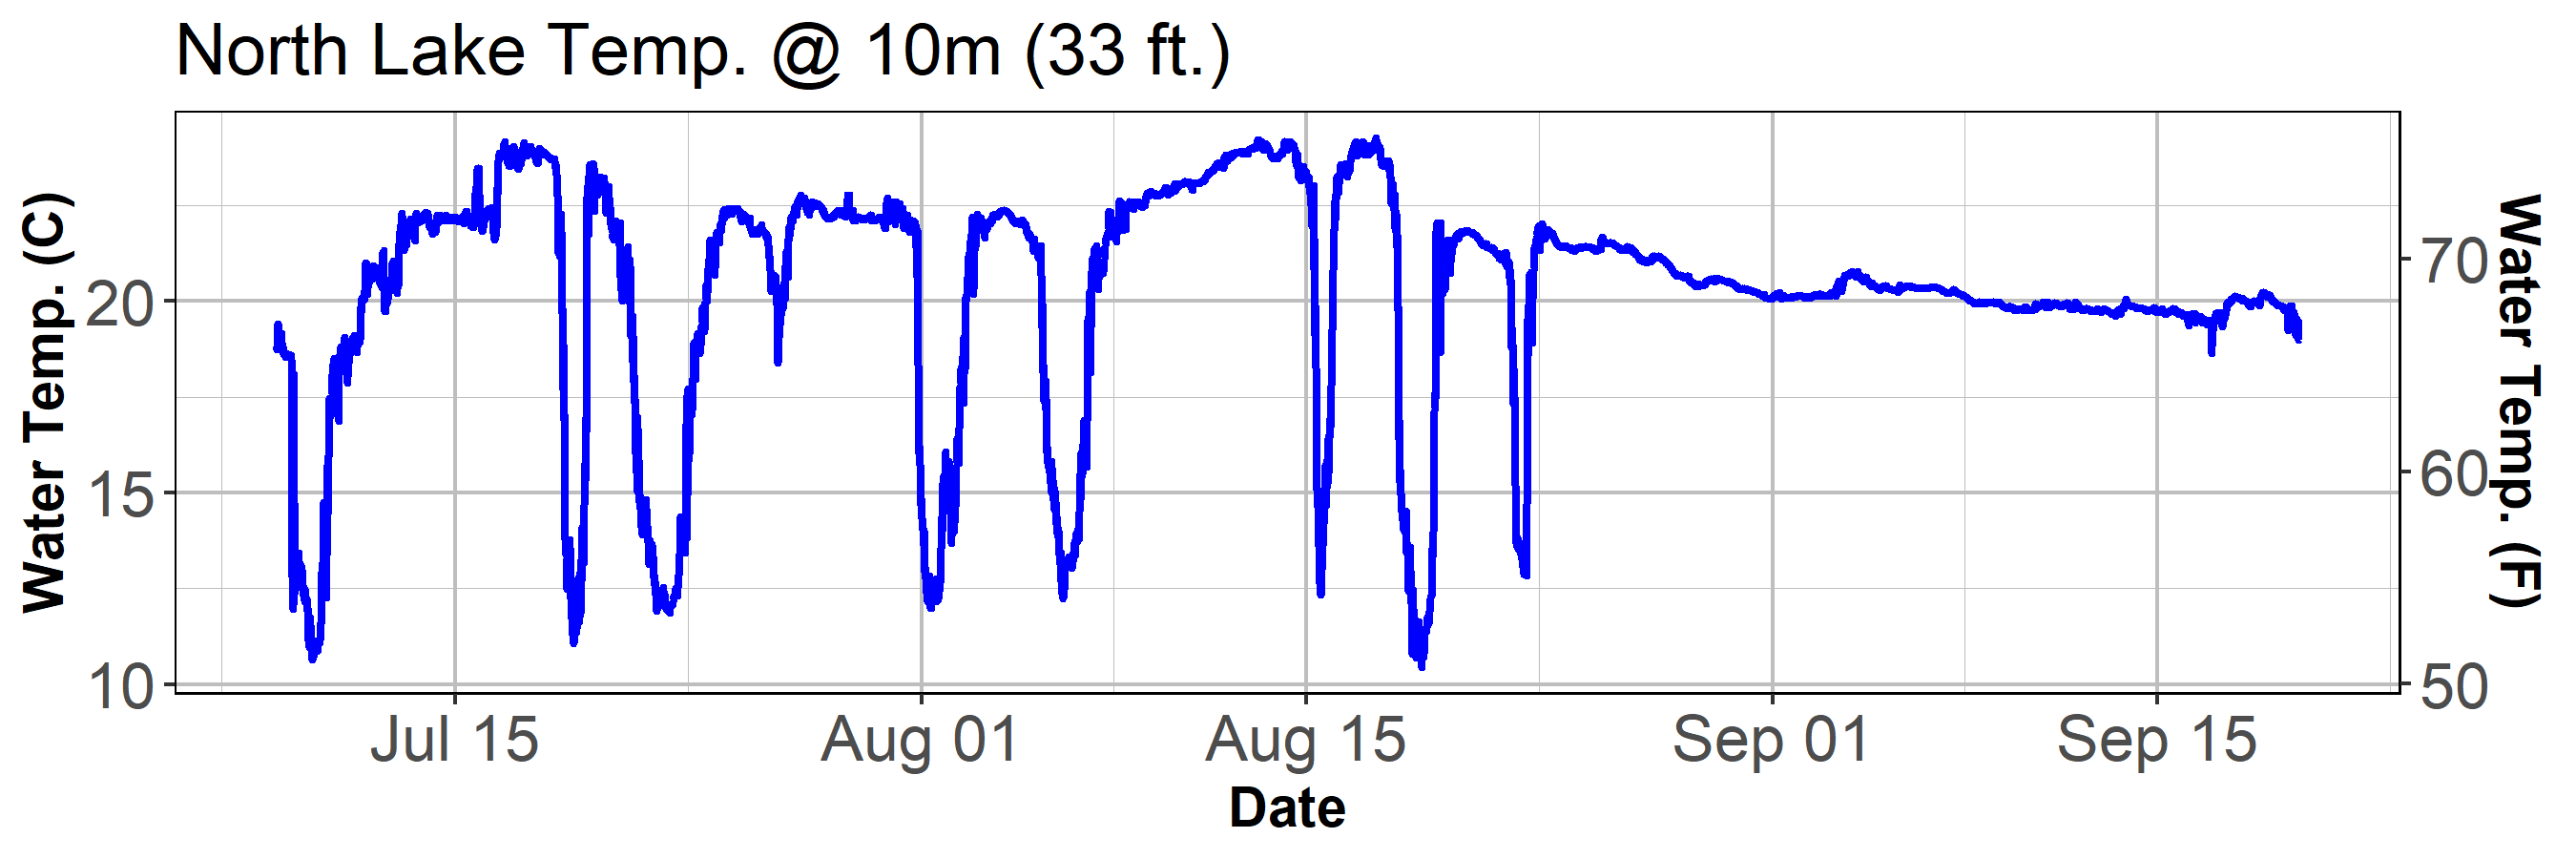 North Lake Temp. @ 10m (33 ft.)
Water Temp. (C)
20
15
10
70
60
50
Water Temp. (F)
Jul 15
Aug 01
Aug 15
Sep 01
Sep 15
Date